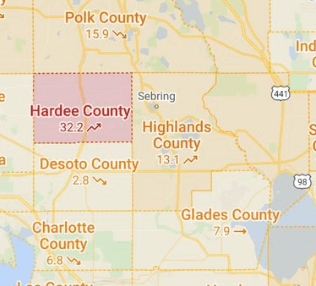 Polk County
15.9
Ind
C
441
Sebring
Hardee County
32.2
Highlands
County
13.1
e
S
a
Desoto County
2.8
98
Glades County
7.9
Charlotte
County
6.8